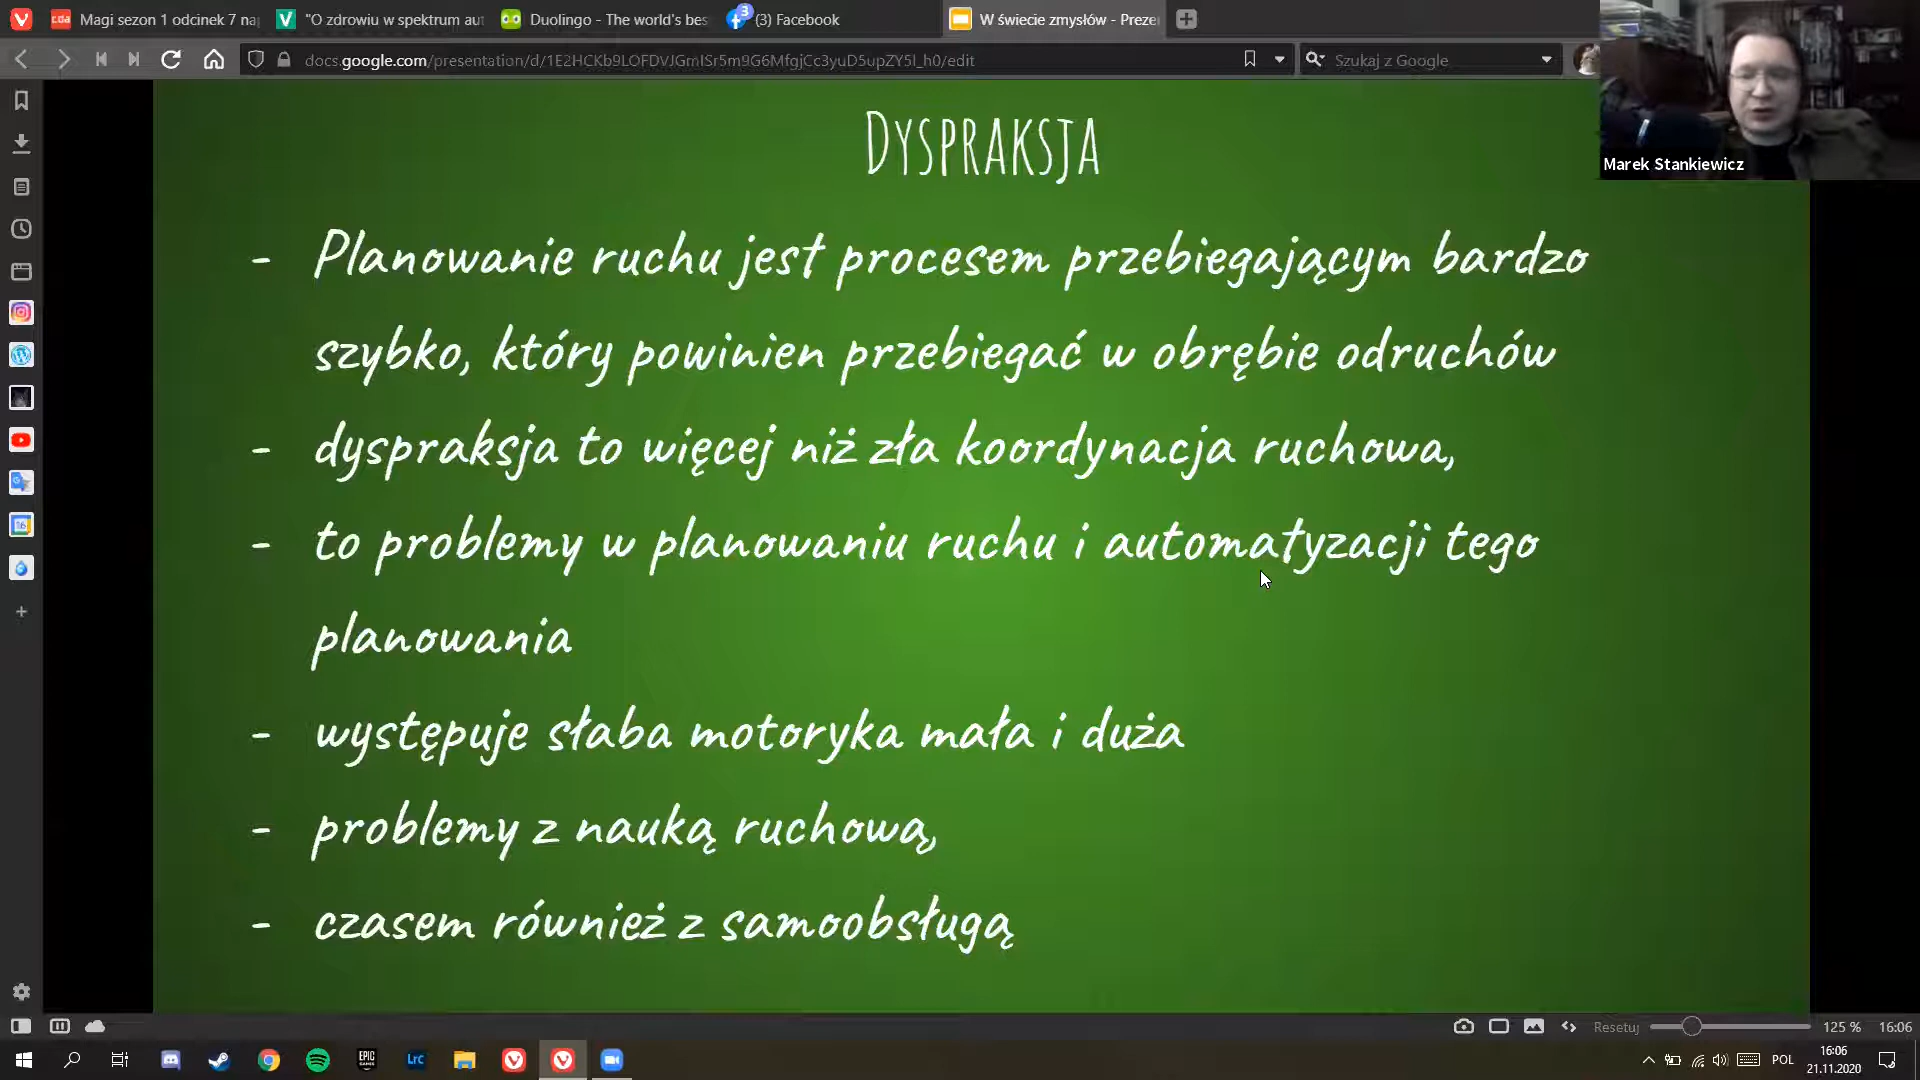 Magi sezon 1 odcinek 7 na
"O zdrowiu w spektrum aut
Duolingo - The world's bes
(3) Facebook
W świecie zmysłów - Preze
docs.google.com/presentation/d/1E2HCKb9LOFDVJGmISr5m9G6MfgjCc3yuD5upZY5I_h0/edit
Szukaj z Google
Marek Stankiewicz
Dyspraksja
- Planowanie ruchu jest procesem przebiegającym bardzo
szybko, który powinien przebiegać w obrębie odruchów
- dyspraksja to więcej niż zła koordynacja ruchowa,
- to problemy w planowaniu ruchu i automatyzacji tego
planowania
- występuje słaba motoryka mała i duża
- problemy z nauką ruchową,
- czasem również z samoobsługą
Resetuj 125 % 16:06
EPIC GAMES
Lrc
POL
16:06
21.11.2020